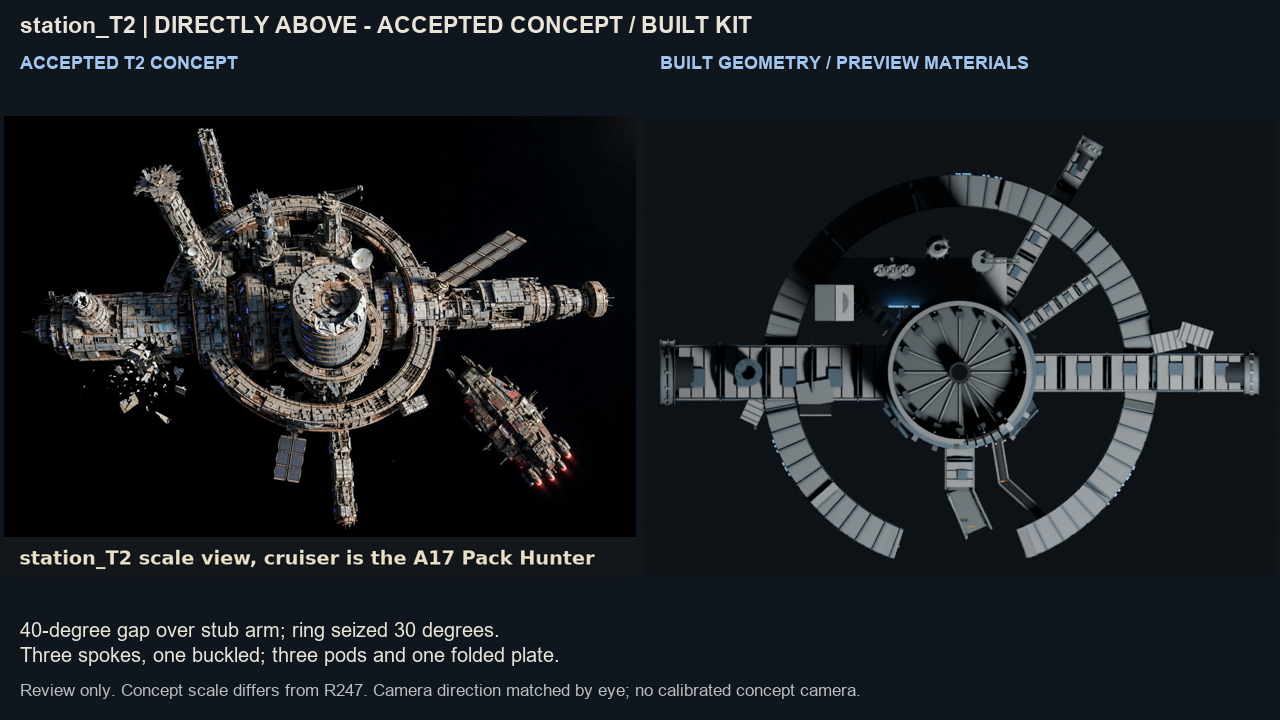 station_T2 | DIRECTLY ABOVE - ACCEPTED CONCEPT / BUILT KIT
ACCEPTED T2 CONCEPT
BUILT GEOMETRY / PREVIEW MATERIALS
station_T2 scale view, cruiser is the A17 Pack Hunter
40-degree gap over stub arm; ring seized 30 degrees.
Three spokes, one buckled; three pods and one folded plate.
Review only. Concept scale differs from R247. Camera direction matched by eye; no calibrated concept camera.